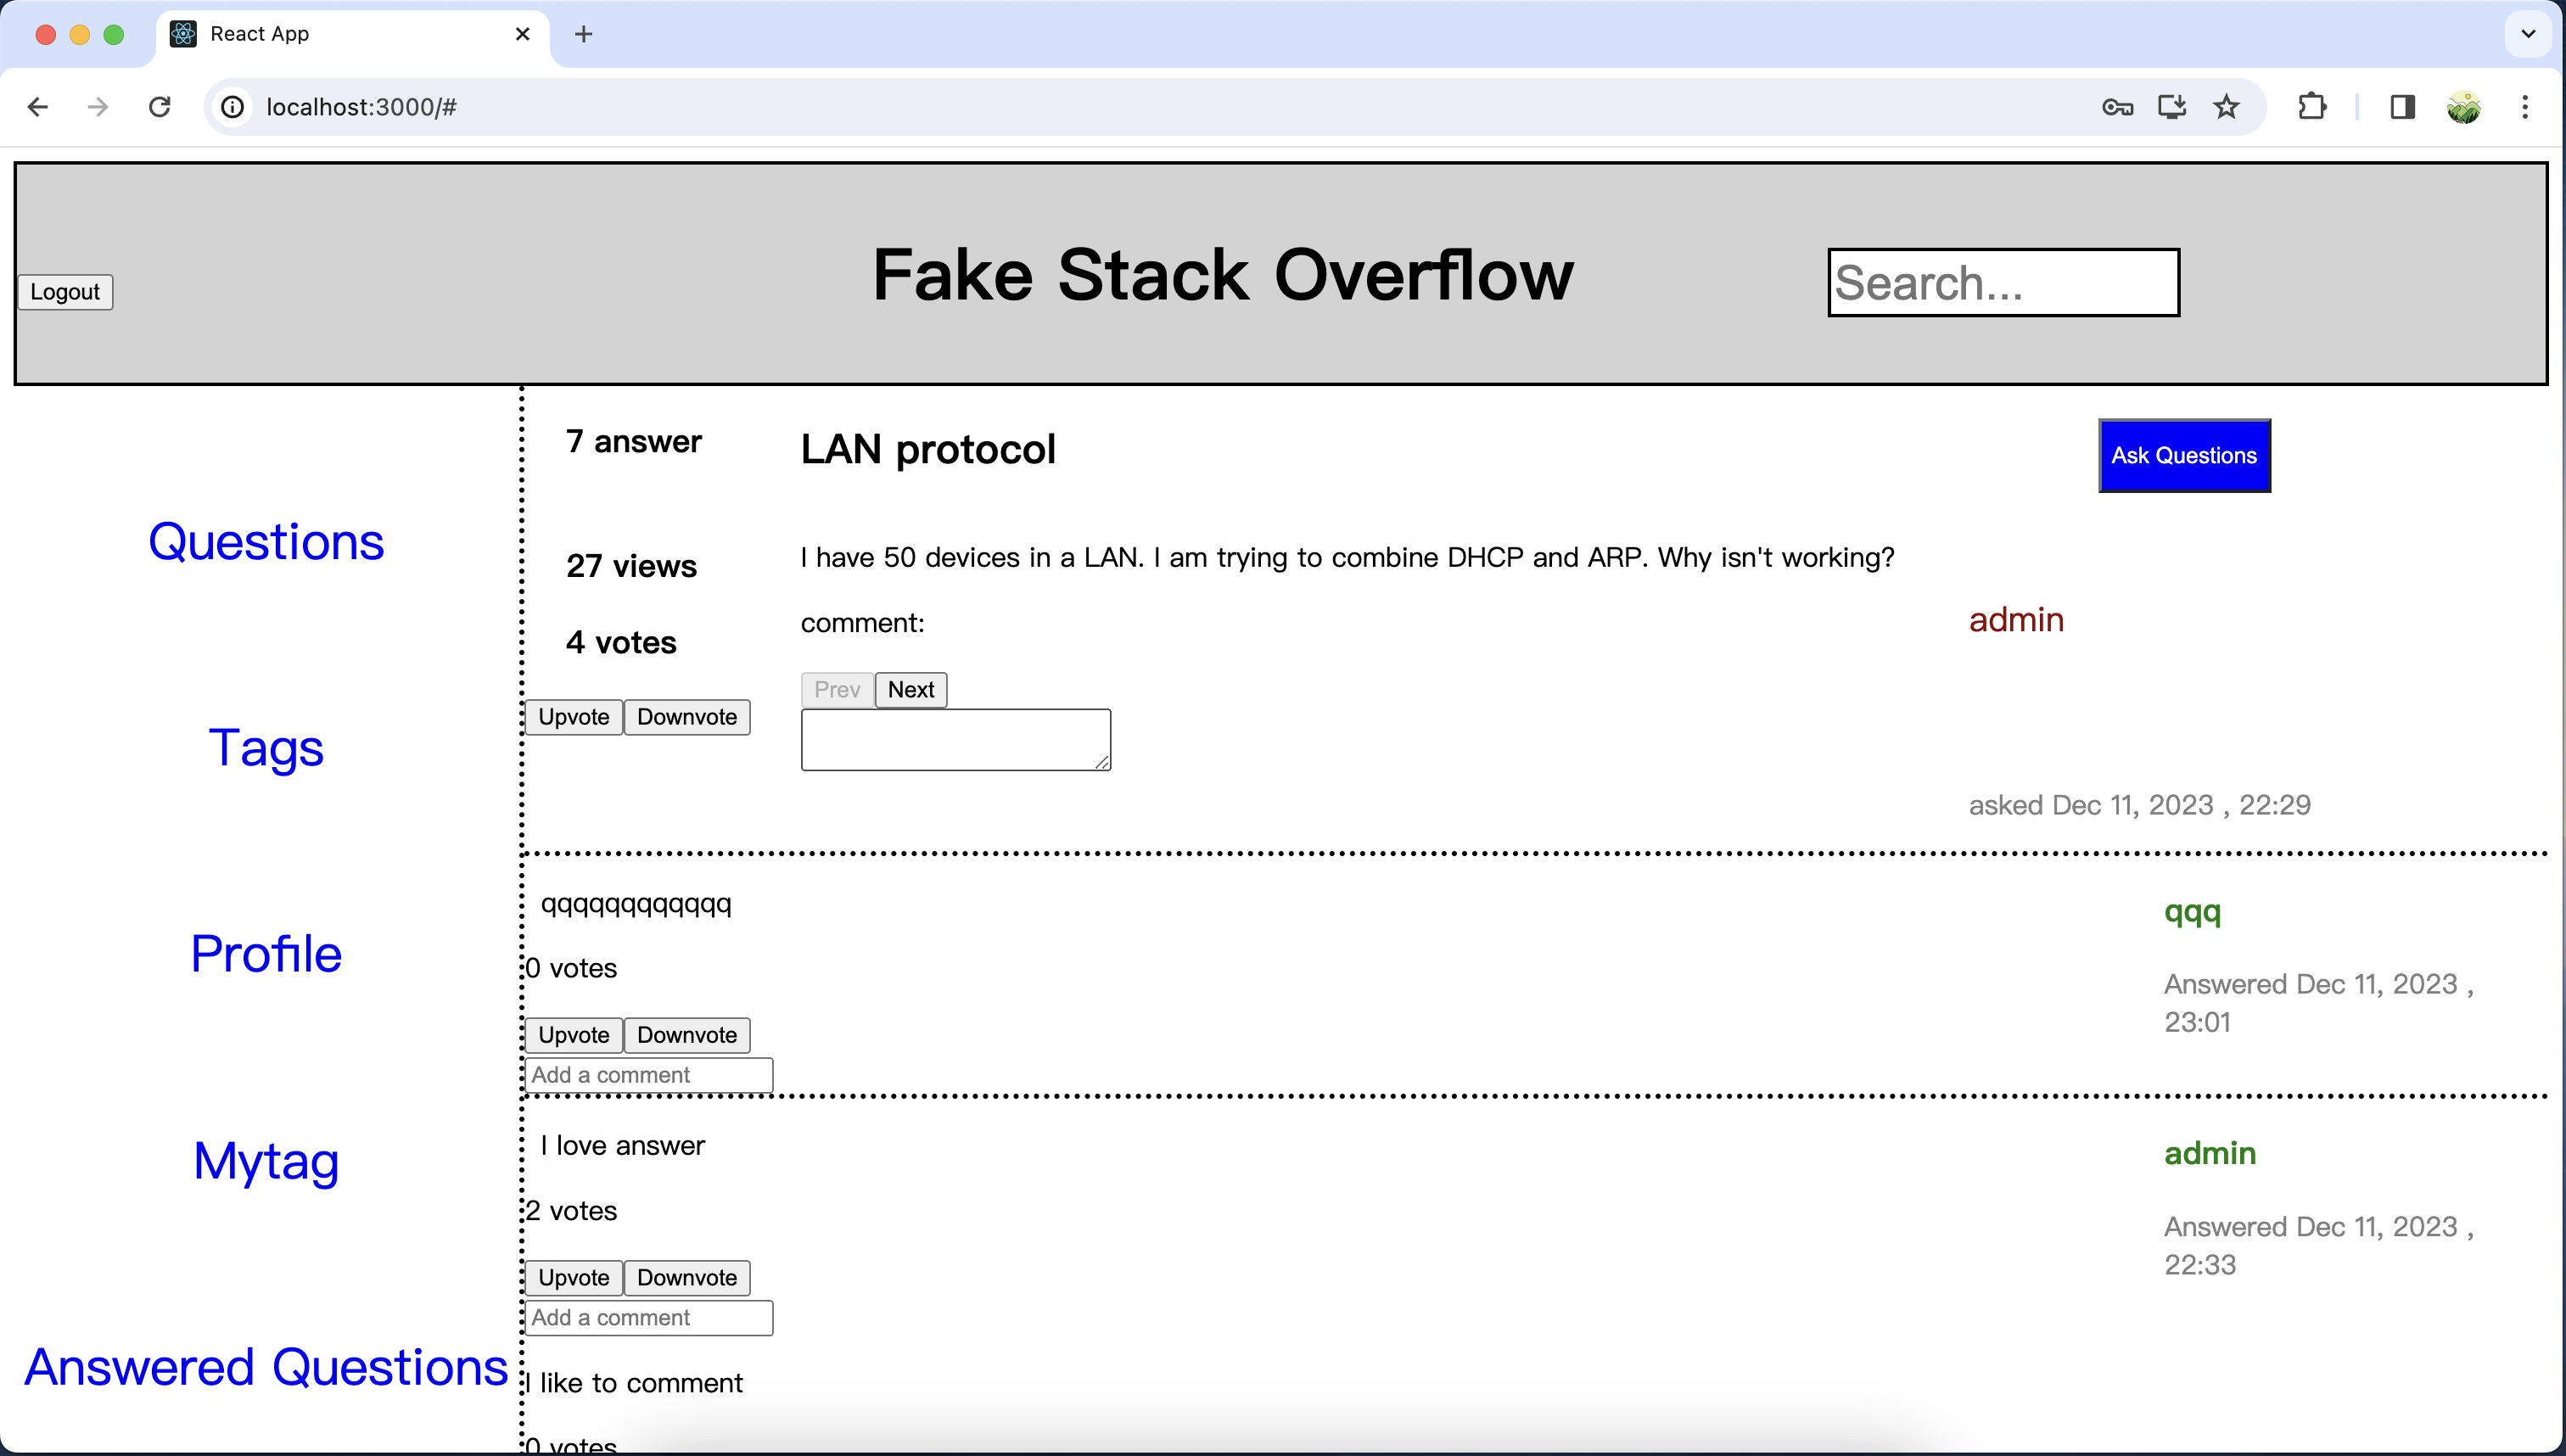 React App
localhost:3000/#
Logout
Fake Stack Overflow
Search...
Questions
Tags
Profile
Mytag
Answered Questions
7 answer
LAN protocol
Ask Questions
27 views
I have 50 devices in a LAN. I am trying to combine DHCP and ARP. Why isn't working?
4 votes
comment:
admin
Prev Next
Upvote Downvote
asked Dec 11, 2023 , 22:29
qqqqqqqqqqqq
qqq
0 votes
Answered Dec 11, 2023 ,
23:01
Upvote Downvote
Add a comment
I love answer
admin
2 votes
Answered Dec 11, 2023 ,
22:33
Upvote Downvote
Add a comment
I like to comment
0 votes